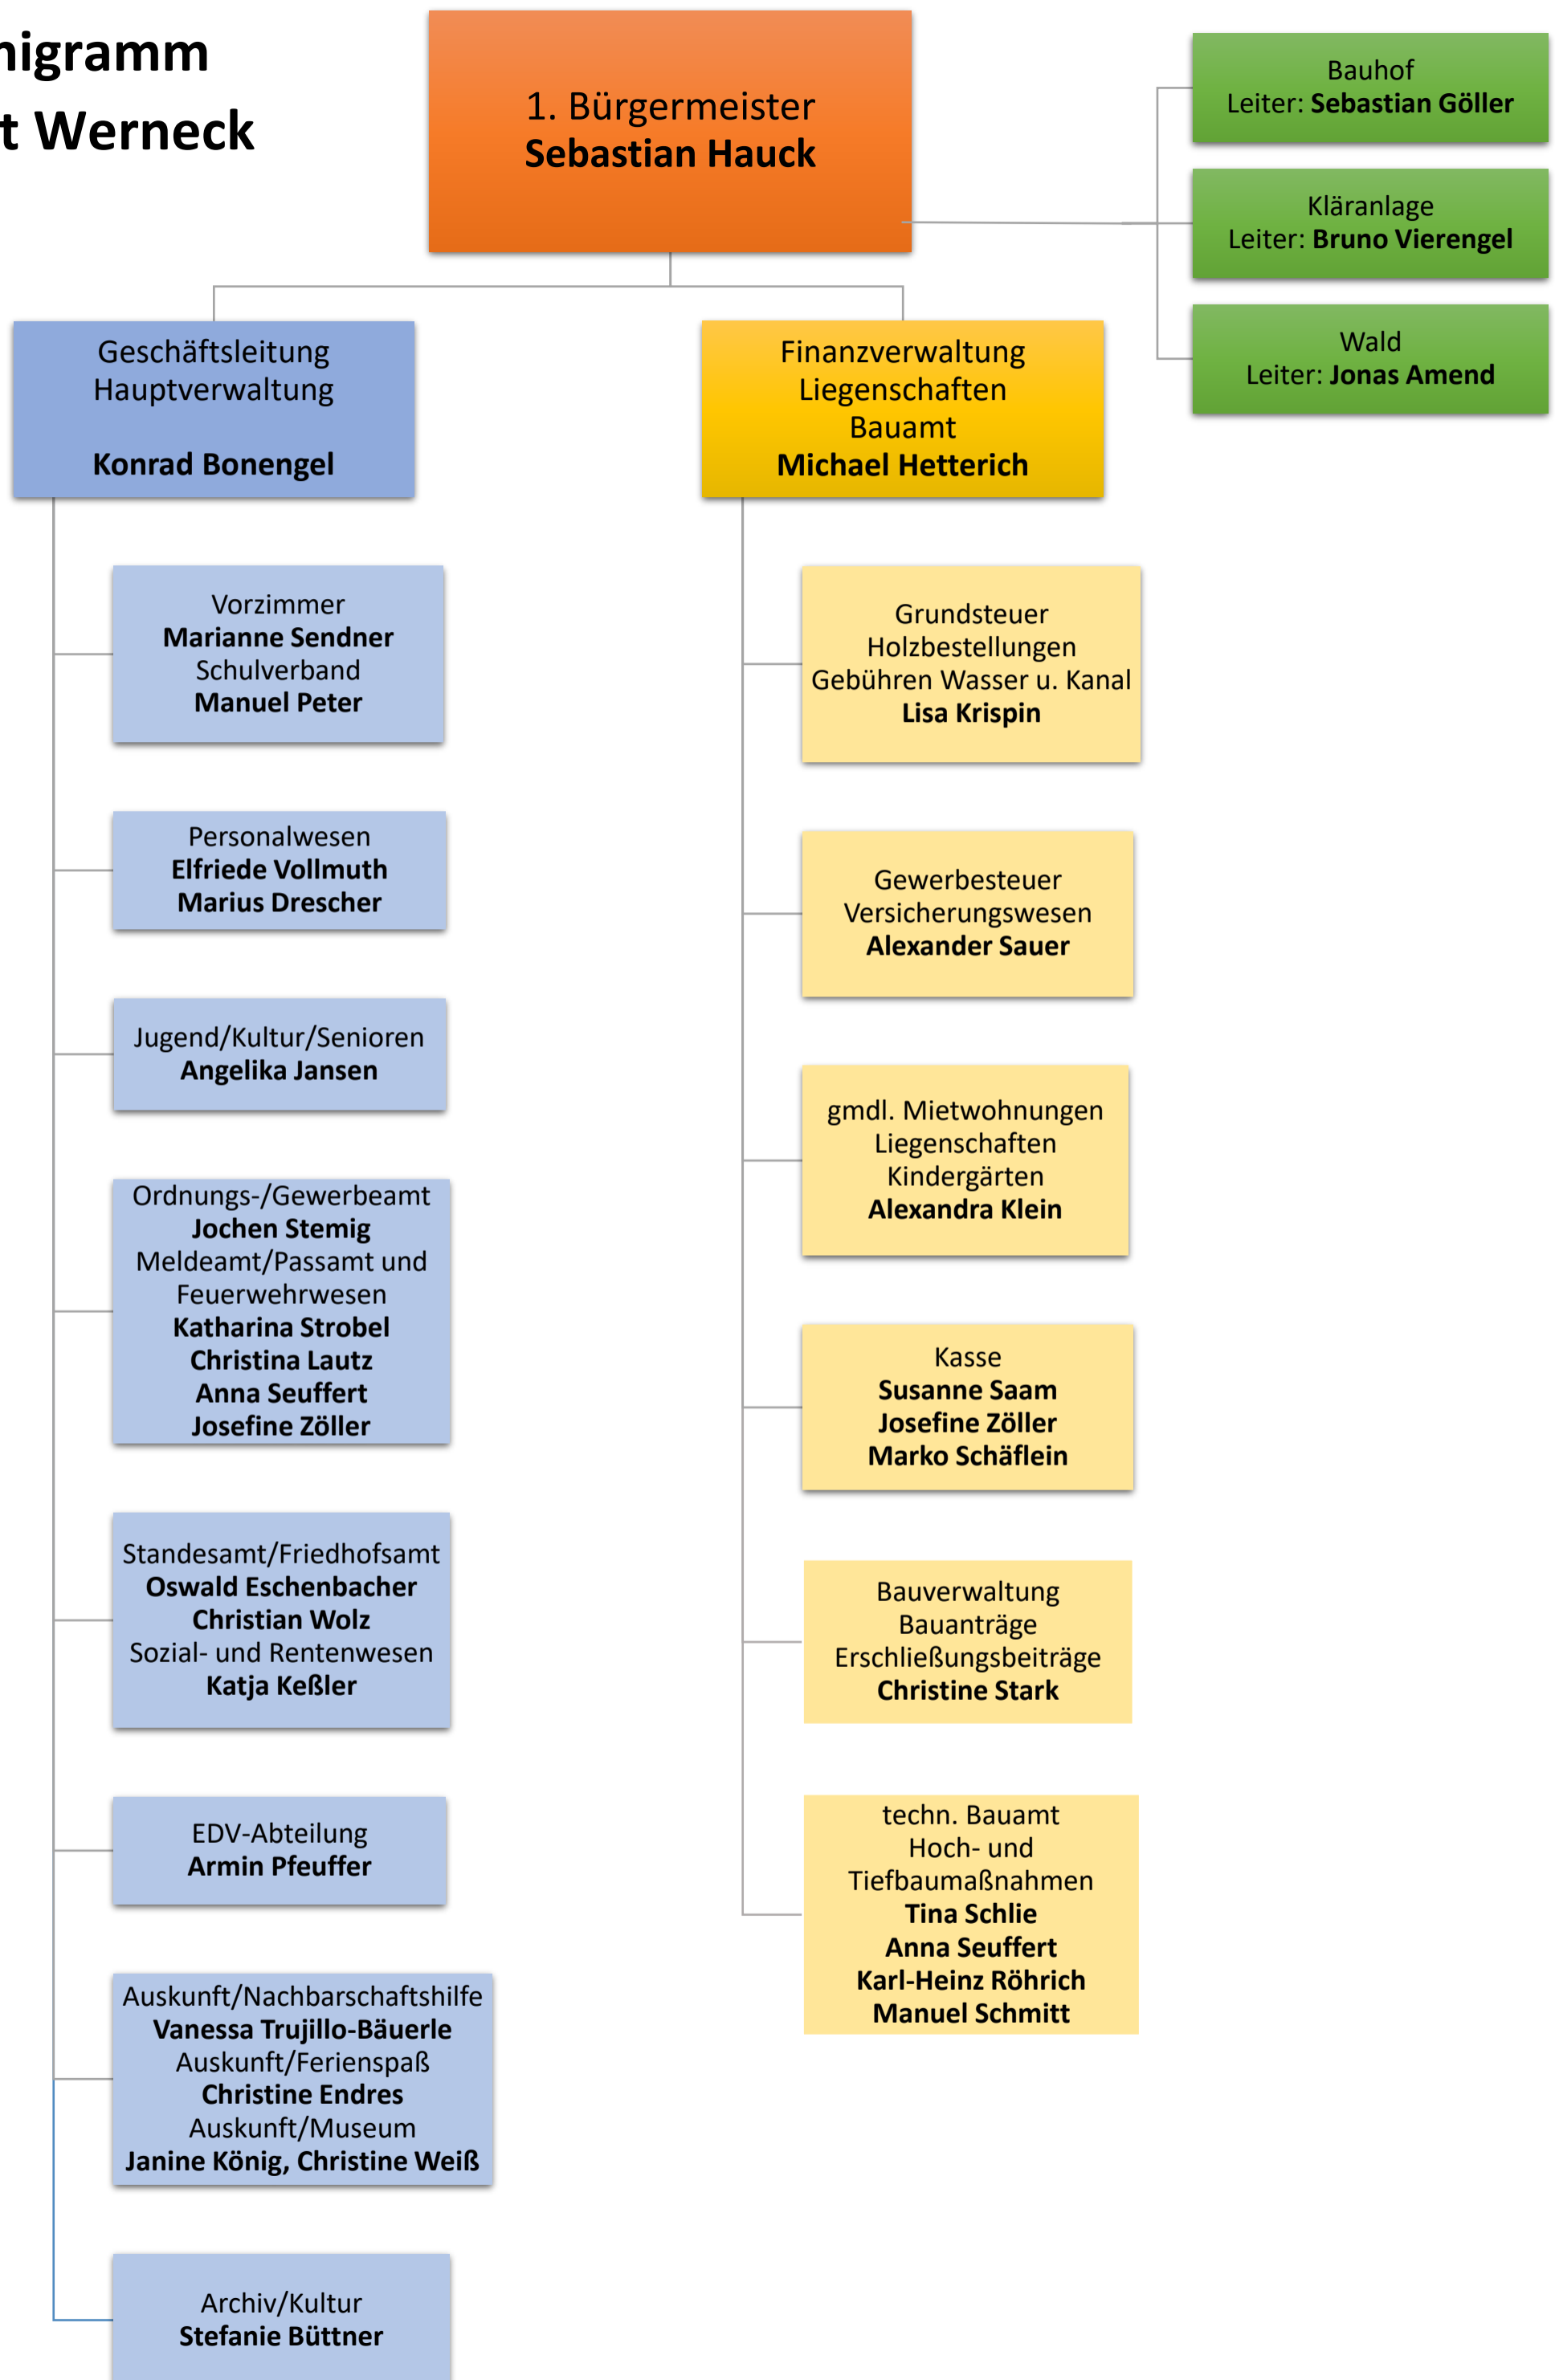 nigramm
t Werneck
1. Bürgermeister
Sebastian Hauck
Bauhof
Leiter: Sebastian Göller
Kläranlage
Leiter: Bruno Vierengel
Wald
Leiter: Jonas Amend
Geschäftsleitung
Hauptverwaltung
Konrad Bonengel
Vorzimmer
Marianne Sendner
Schulverband
Manuel Peter
Personalwesen
Elfriede Vollmuth
Marius Drescher
Jugend/Kultur/Senioren
Angelika Jansen
Ordnungs-/Gewerbeamt
Jochen Stemig
Meldeamt/Passamt und
Feuerwehrwesen
Katharina Strobel
Christina Lautz
Anna Seuffert
Josefine Zöller
Standesamt/Friedhofsamt
Oswald Eschenbacher
Christian Wolz
Sozial- und Rentenwesen
Katja Keßler
EDV-Abteilung
Armin Pfeuffer
Auskunft/Nachbarschaftshilfe
Vanessa Trujillo-Bäuerle
Auskunft/Ferienspaß
Christine Endres
Auskunft/Museum
Janine König, Christine Weiß
Archiv/Kultur
Stefanie Büttner
Finanzverwaltung
Liegenschaften
Bauamt
Michael Hetterich
Grundsteuer
Holzbestellungen
Gebühren Wasser u. Kanal
Lisa Krispin
Gewerbesteuer
Versicherungswesen
Alexander Sauer
gmdl. Mietwohnungen
Liegenschaften
Kindergärten
Alexandra Klein
Kasse
Susanne Saam
Josefine Zöller
Marko Schäflein
Bauverwaltung
Bauanträge
Erschließungsbeiträge
Christine Stark
techn. Bauamt
Hoch- und
Tiefbaumaßnahmen
Tina Schlie
Anna Seuffert
Karl-Heinz Röhrich
Manuel Schmitt